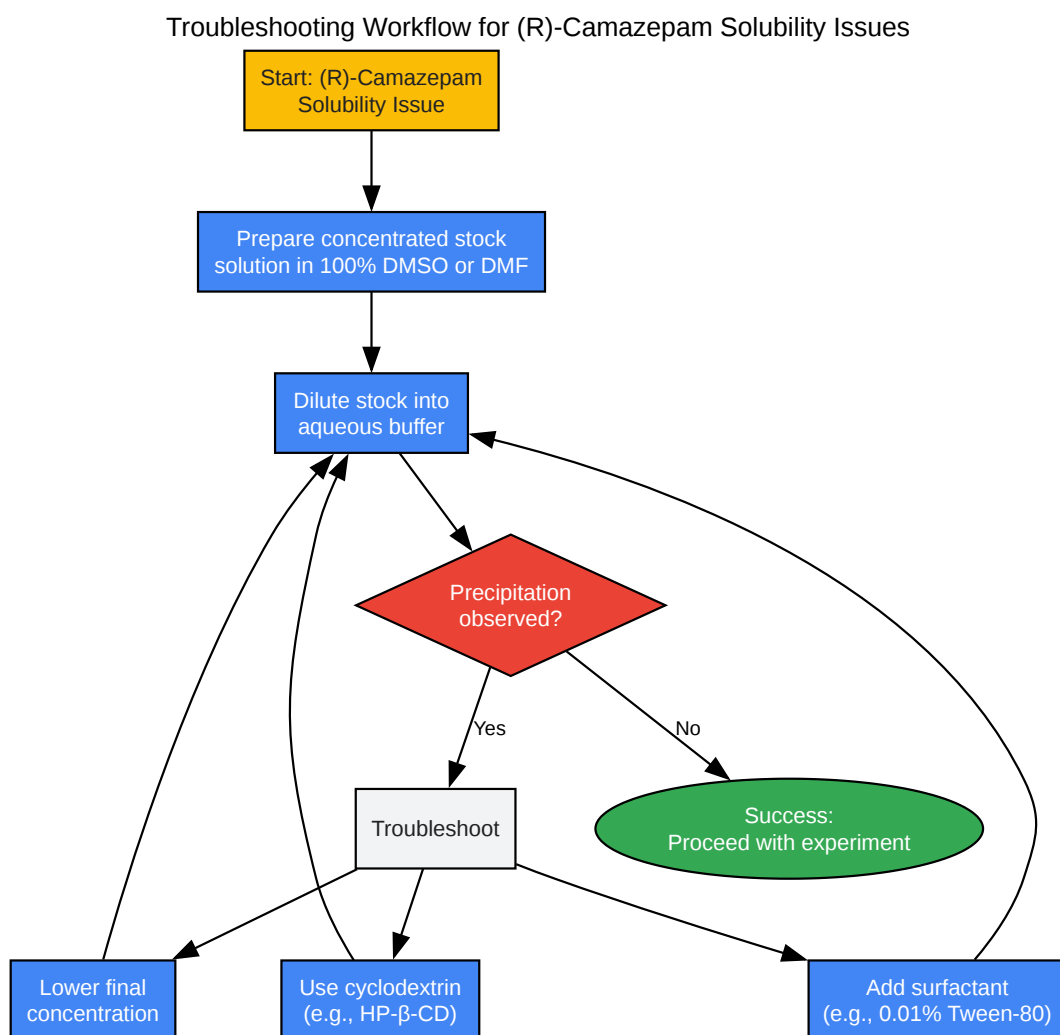 Troubleshooting Workflow for (R)-Camazepam Solubility Issues
Start: (R)-Camazepam
Solubility Issue
Prepare concentrated stock
solution in 100% DMSO or DMF
Dilute stock into
aqueous buffer
Precipitation
observed?
Yes
No
Troubleshoot
Success:
Proceed with experiment
Lower final
concentration
Use cyclodextrin
(e.g., HP-β-CD)
Add surfactant
(e.g., 0.01% Tween-80)